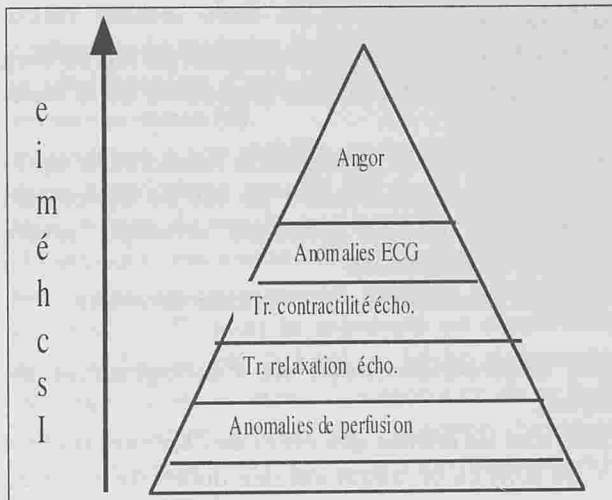 e
i
m
é
h
c
s
I
Angor
Anomalies ECG
Tr. contractilité écho.
Tr. relaxation écho.
Anomalies de perfusion